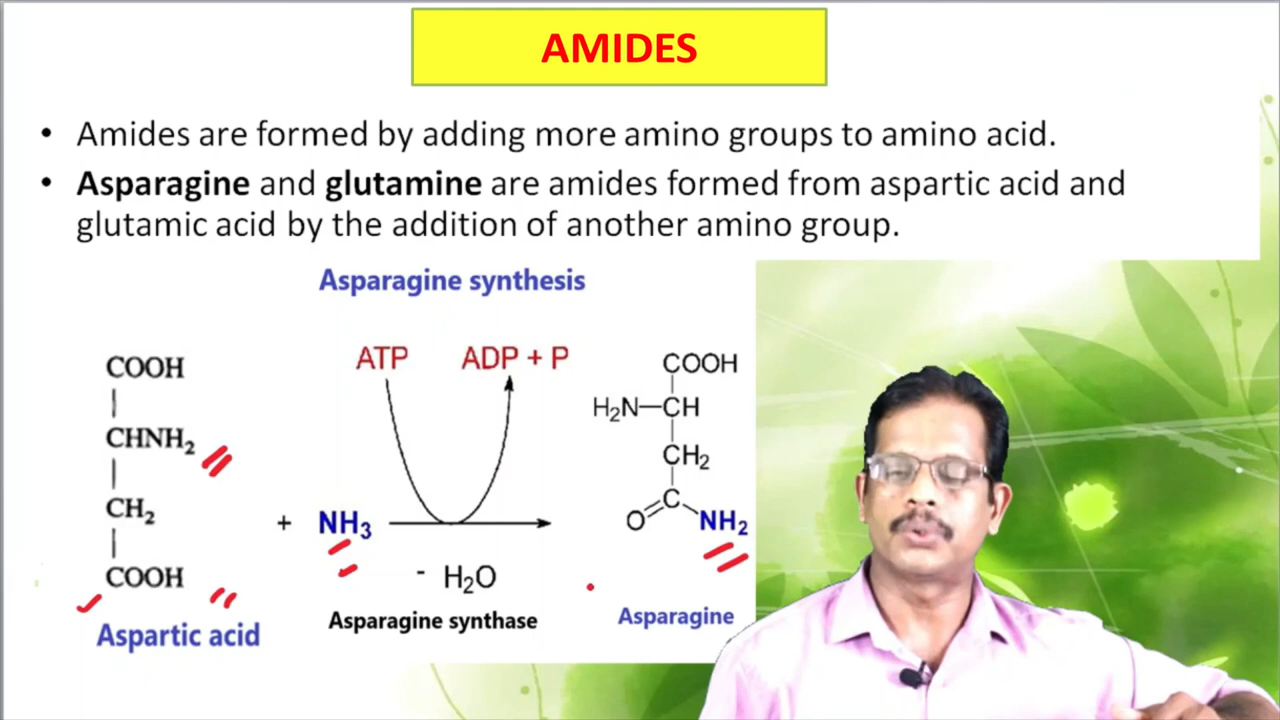 AMIDES
• Amides are formed by adding more amino groups to amino acid.
• Asparagine and glutamine are amides formed from aspartic acid and
glutamic acid by the addition of another amino group.
Asparagine synthesis
COOH
CHNH₂
CH₂
COOH
Aspartic acid
+ NH₃
ATP ADP + P
- H₂O
Asparagine synthase
COOH
H₂N—CH
CH₂
O=C
NH₂
Asparagine